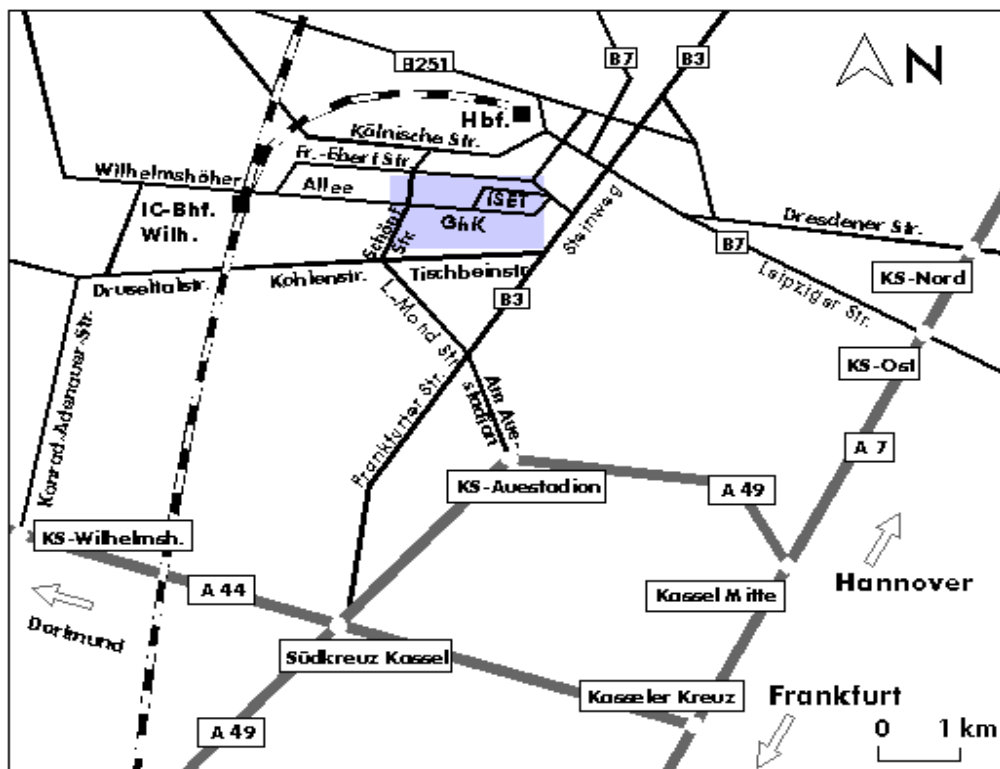 B251
B7
B3
N
Hbf.
Kölnische Str.
Fr.-Ebert Str.
Wilhelmshöher
Allee
ISET
IC-Bhf.
Wilh.
GhK
Schönf.
Str.
Steinweg
Dresdener Str.
B7
KS-Nord
Druseltalstr.
Kohlenstr.
Tischbeinstr.
B3
Leipziger Str.
L.-Mond Str.
KS-Ost
Konrad-Adenauer-Str.
Frankfurter Str.
Am Aue-
stadion
A 7
KS-Auestadion
A 49
KS-Wilhelmsh.
A 44
Kassel Mitte
Hannover
Dortmund
Südkreuz Kassel
Kasseler Kreuz
Frankfurt
A 49
0 1 km